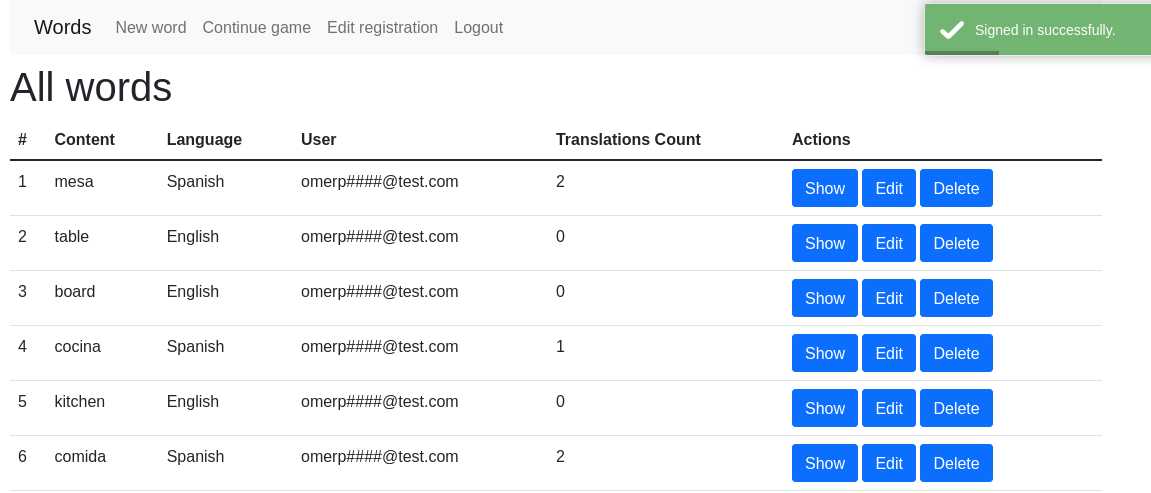 Words New word Continue game Edit registration Logout
Signed in successfully.
All words
# Content Language User Translations Count Actions
1 mesa Spanish omerp####@test.com 2 Show Edit Delete
2 table English omerp####@test.com 0 Show Edit Delete
3 board English omerp####@test.com 0 Show Edit Delete
4 cocina Spanish omerp####@test.com 1 Show Edit Delete
5 kitchen English omerp####@test.com 0 Show Edit Delete
6 comida Spanish omerp####@test.com 2 Show Edit Delete